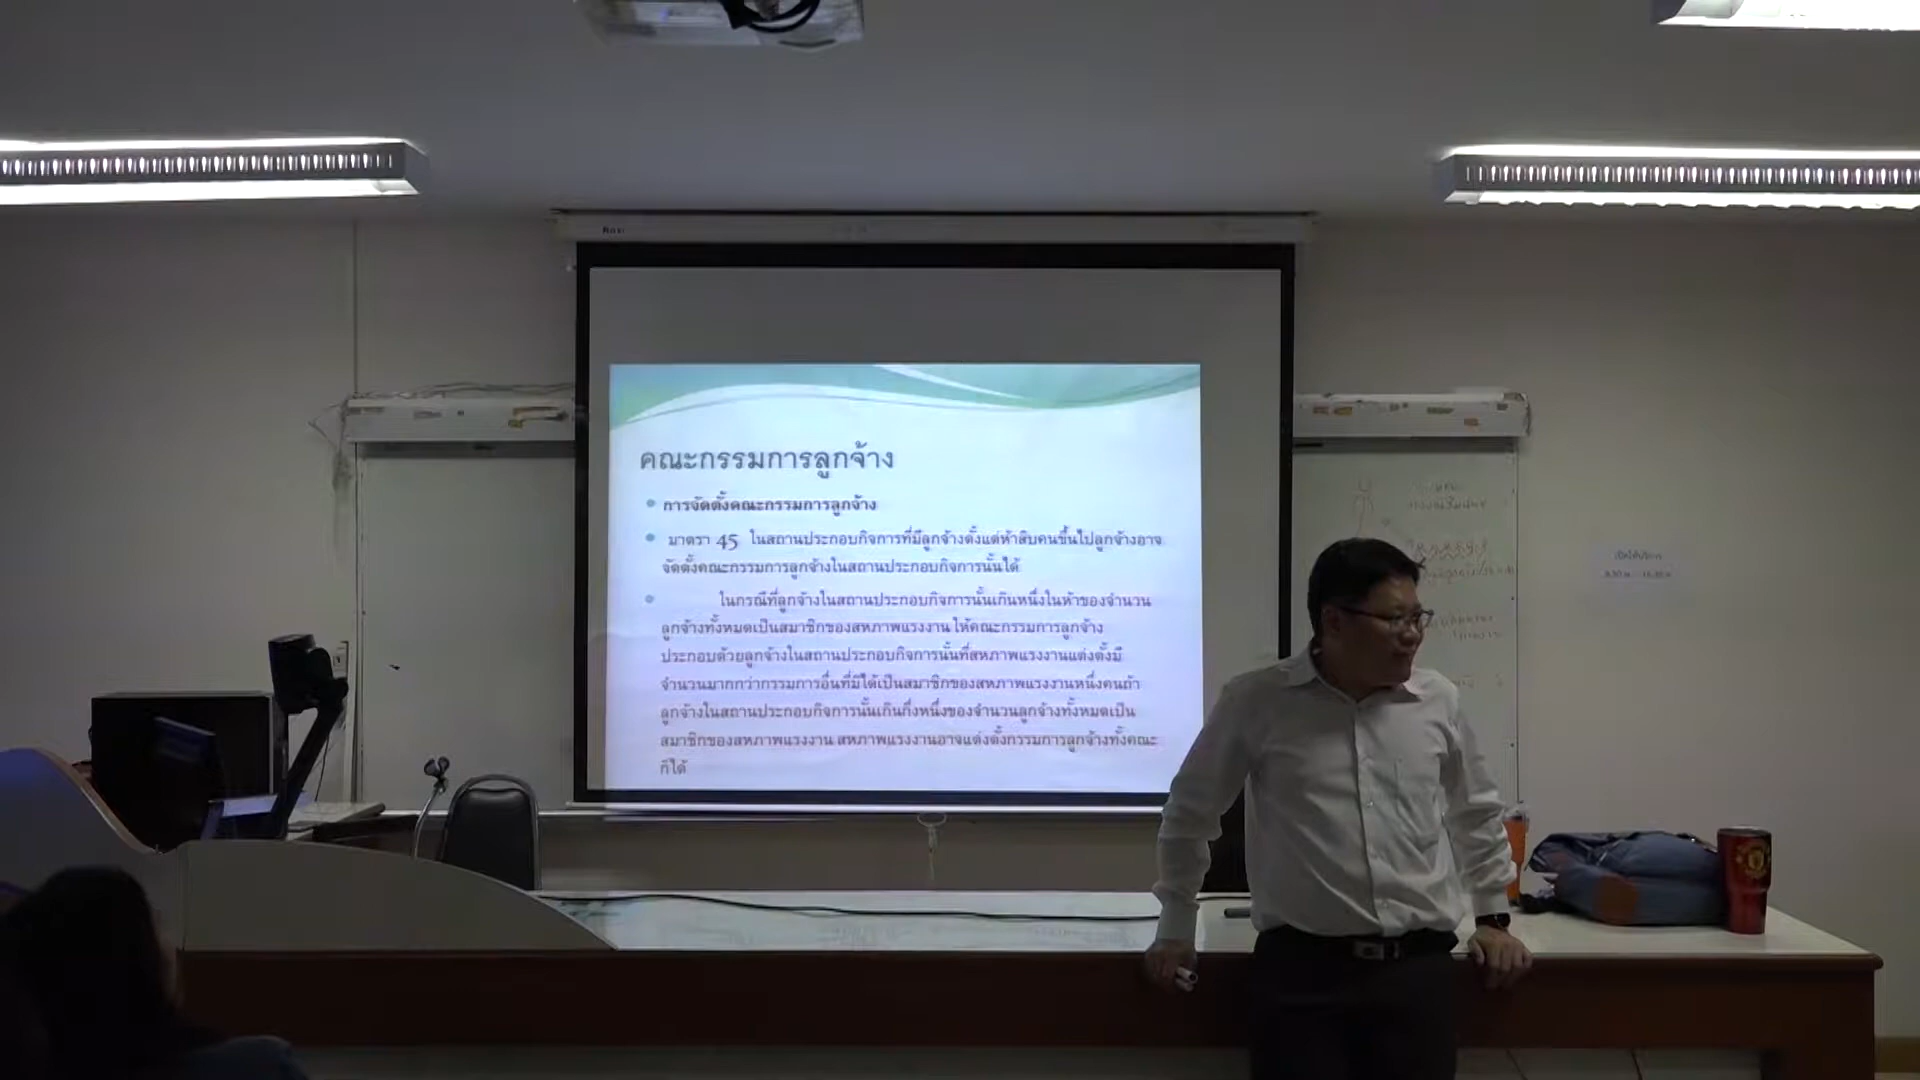 คณะกรรมการลูกจ้าง
การจัดตั้งคณะกรรมการลูกจ้าง
มาตรา 45 ในสถานประกอบกิจการที่มีลูกจ้างตั้งแต่ห้าสิบคนขึ้นไปลูกจ้างอาจ
จัดตั้งคณะกรรมการลูกจ้างในสถานประกอบกิจการนั้นได้
ในกรณีที่ลูกจ้างในสถานประกอบกิจการนั้นเกินหนึ่งในห้าของจำนวน
ลูกจ้างทั้งหมดเป็นสมาชิกของสหภาพแรงงาน ให้คณะกรรมการลูกจ้าง
ประกอบด้วยลูกจ้างในสถานประกอบกิจการนั้นที่สหภาพแรงงานแต่งตั้งมี
จำนวนมากกว่ากรรมการอื่นที่มิได้เป็นสมาชิกของสหภาพแรงงานหนึ่งคนถ้า
ลูกจ้างในสถานประกอบกิจการนั้นเกินกึ่งหนึ่งของจำนวนลูกจ้างทั้งหมดเป็น
สมาชิกของสหภาพแรงงาน สหภาพแรงงานอาจแต่งตั้งกรรมการลูกจ้างทั้งคณะ
ก็ได้